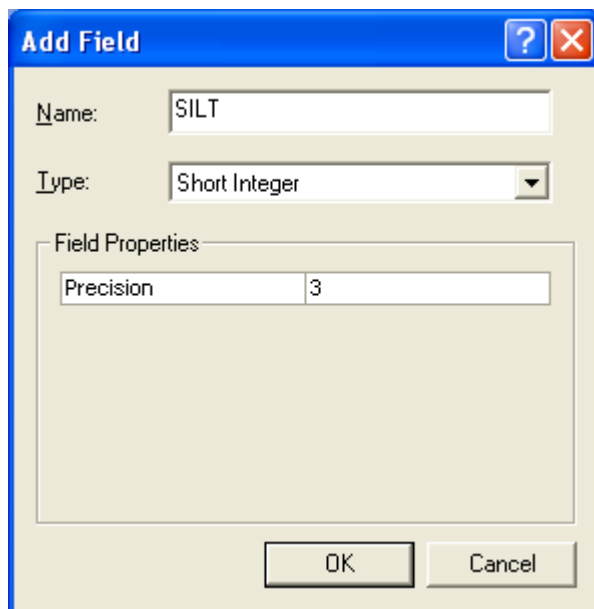 Add Field ?
Name: SILT
Type: Short Integer
Field Properties
Precision 3
OK Cancel